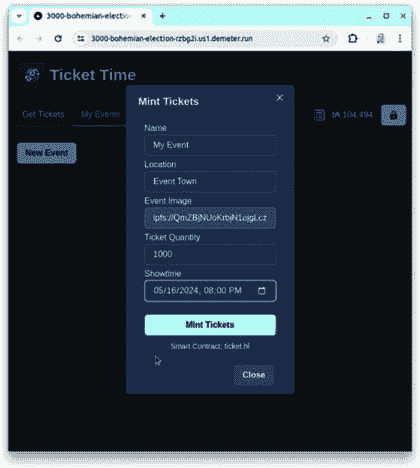 3000-bohemian-election-
3000-bohemian-election-rzbg2i.us1.demeter.run
Ticket Time
Get Tickets
My Events
tA 104.494
New Event
Mint Tickets
Name
My Event
Location
Event Town
Event Image
Ticket Quantity
1000
Showtime
05/16/2024, 08:00 PM
Mint Tickets
Smart Contract: ticket.hl
Close